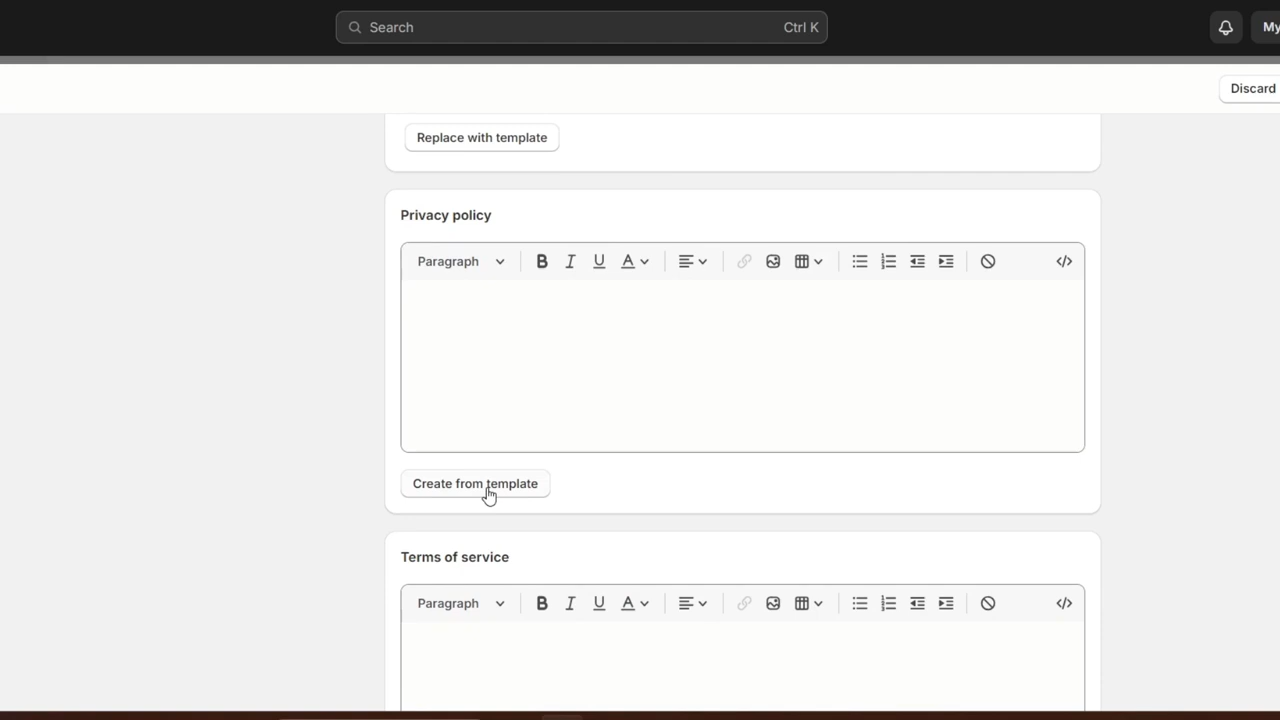 Search Ctrl K
My
Discard
Replace with template
Privacy policy
Paragraph B I U A </>
Create from template
Terms of service
Paragraph B I U A </>